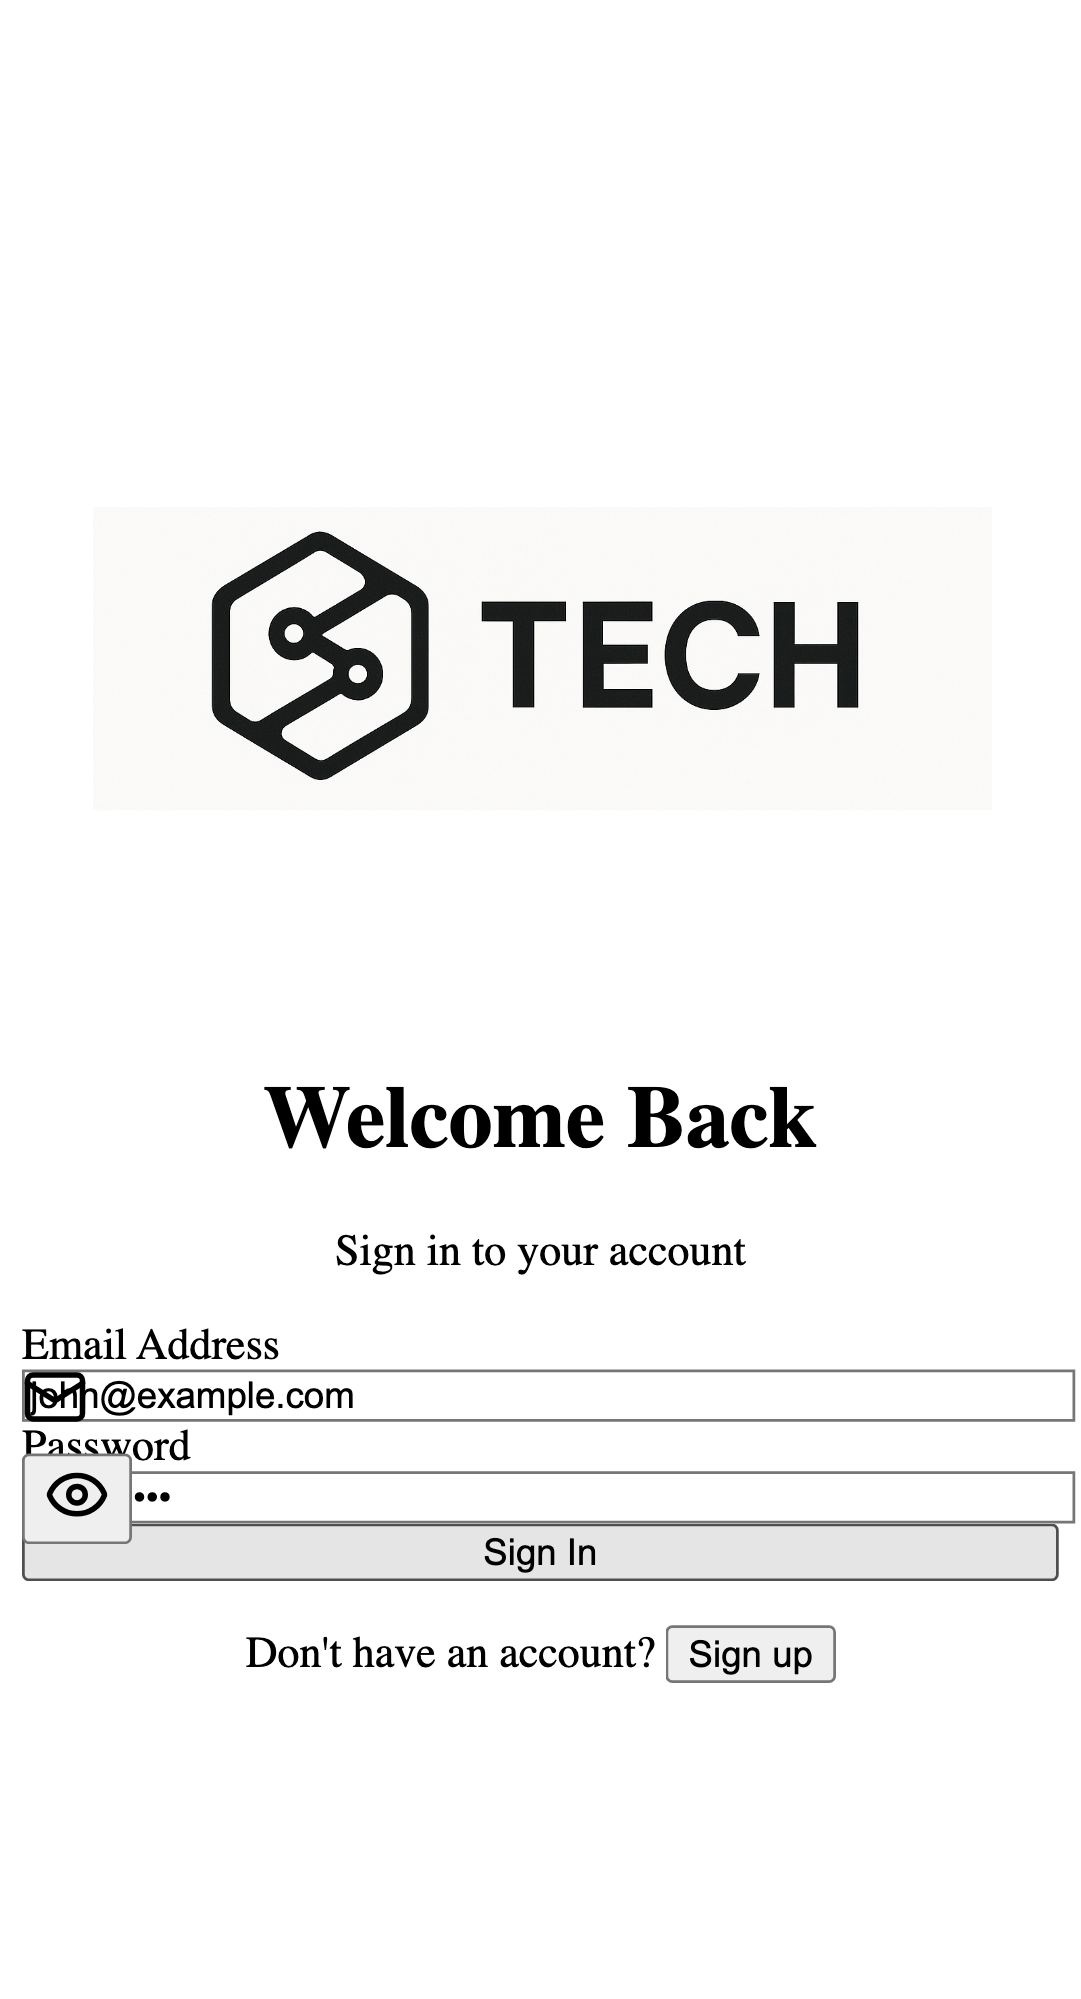 TECH
Welcome Back
Sign in to your account
Email Address
john@example.com
Password
•••
Sign In
Don't have an account? Sign up